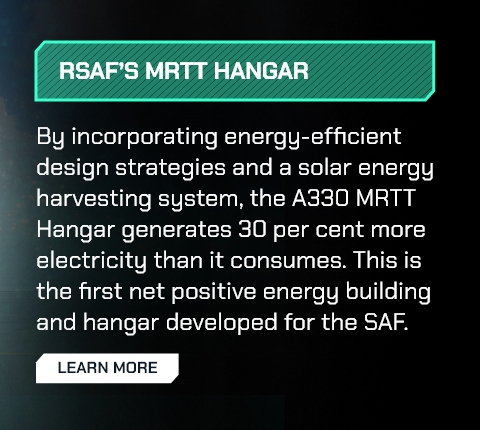 RSAF'S MRTT HANGAR
By incorporating energy-efficient
design strategies and a solar energy
harvesting system, the A330 MRTT
Hangar generates 30 per cent more
electricity than it consumes. This is
the first net positive energy building
and hangar developed for the SAF.
LEARN MORE